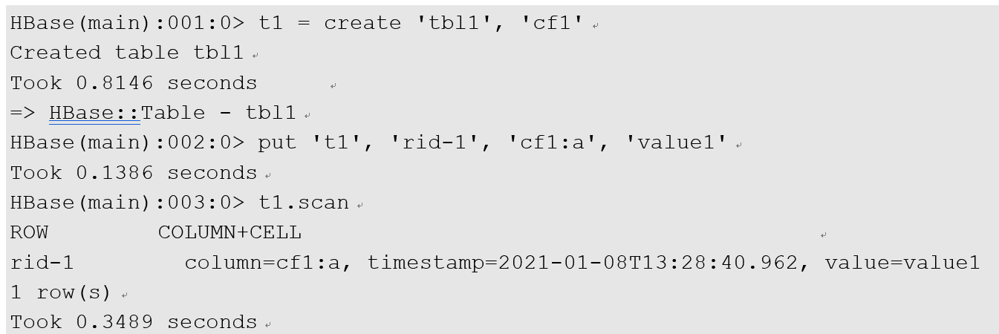 HBase(main):001:0> t1 = create 'tbl1', 'cf1'
Created table tbl1
Took 0.8146 seconds
=> HBase::Table - tbl1
HBase(main):002:0> put 't1', 'rid-1', 'cf1:a', 'value1'
Took 0.1386 seconds
HBase(main):003:0> t1.scan
ROW COLUMN+CELL
rid-1 column=cf1:a, timestamp=2021-01-08T13:28:40.962, value=value1
1 row(s)
Took 0.3489 seconds